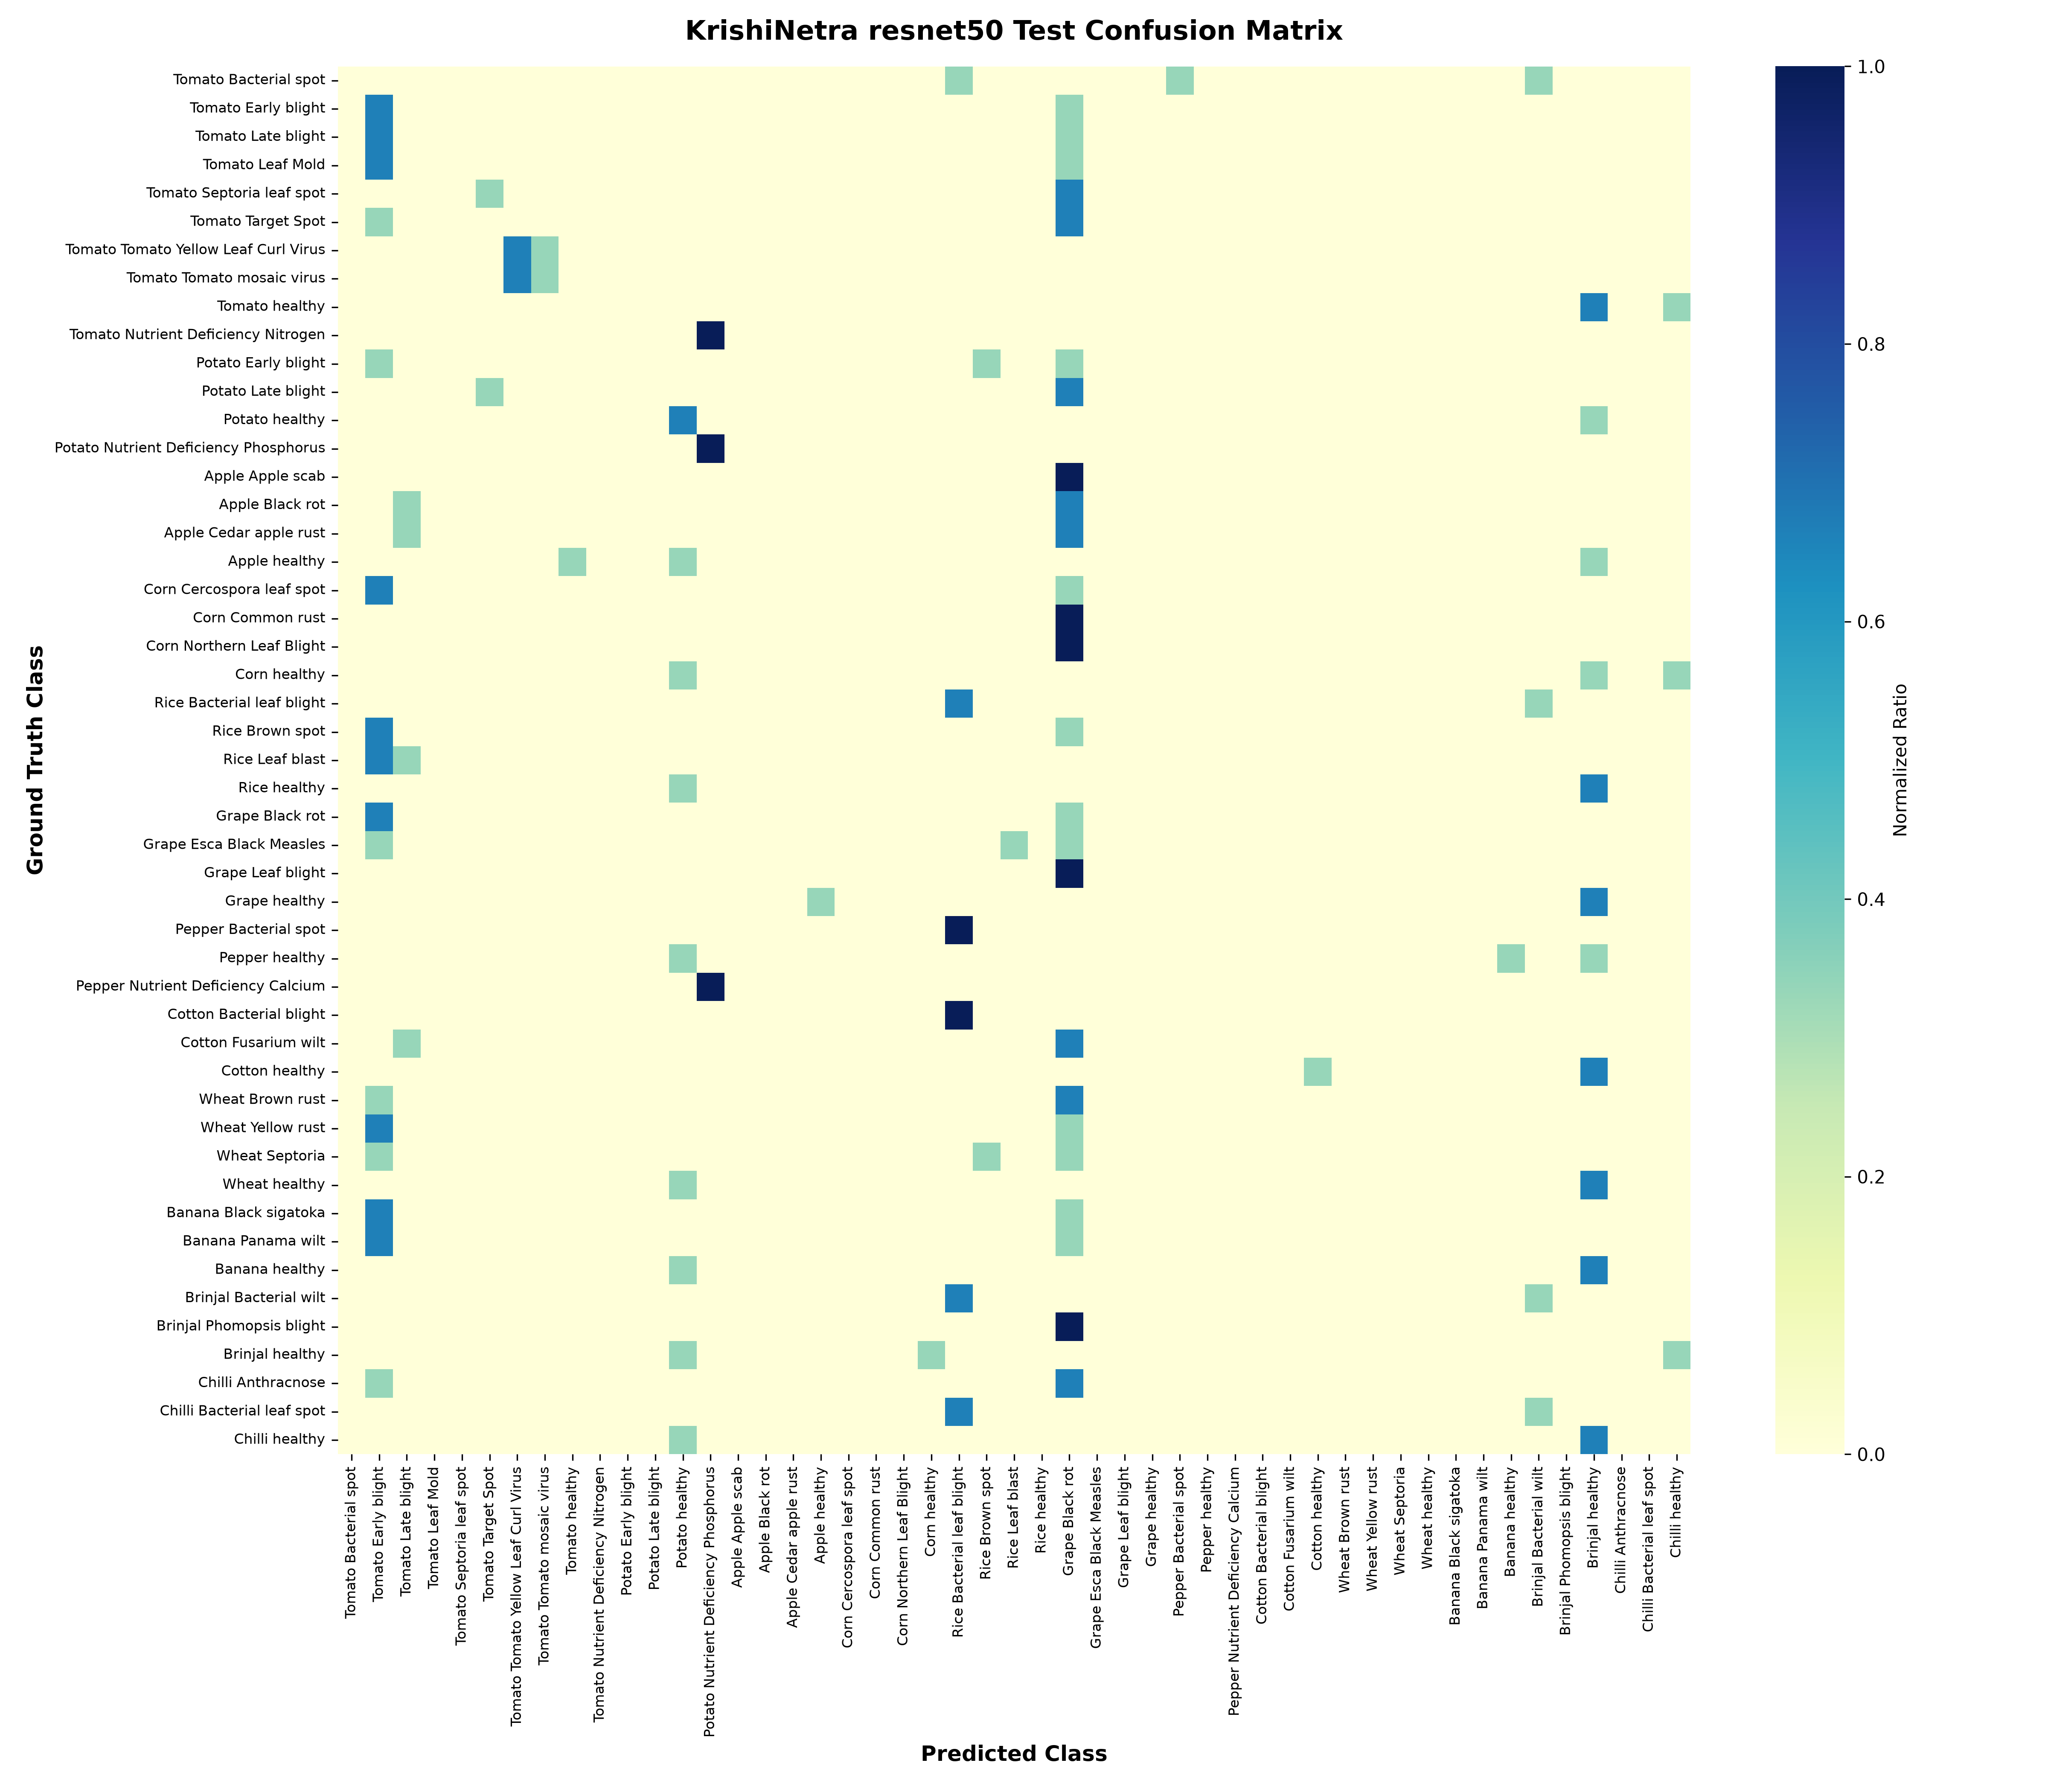 KrishiNetra resnet50 Test Confusion Matrix
Ground Truth Class
Tomato Bacterial spot
Tomato Early blight
Tomato Late blight
Tomato Leaf Mold
Tomato Septoria leaf spot
Tomato Target Spot
Tomato Tomato Yellow Leaf Curl Virus
Tomato Tomato mosaic virus
Tomato healthy
Tomato Nutrient Deficiency Nitrogen
Potato Early blight
Potato Late blight
Potato healthy
Potato Nutrient Deficiency Phosphorus
Apple Apple scab
Apple Black rot
Apple Cedar apple rust
Apple healthy
Corn Cercospora leaf spot
Corn Common rust
Corn Northern Leaf Blight
Corn healthy
Rice Bacterial leaf blight
Rice Brown spot
Rice Leaf blast
Rice healthy
Grape Black rot
Grape Esca Black Measles
Grape Leaf blight
Grape healthy
Pepper Bacterial spot
Pepper healthy
Pepper Nutrient Deficiency Calcium
Cotton Bacterial blight
Cotton Fusarium wilt
Cotton healthy
Wheat Brown rust
Wheat Yellow rust
Wheat Septoria
Wheat healthy
Banana Black sigatoka
Banana Panama wilt
Banana healthy
Brinjal Bacterial wilt
Brinjal Phomopsis blight
Brinjal healthy
Chilli Anthracnose
Chilli Bacterial leaf spot
Chilli healthy
Tomato Bacterial spot
Tomato Early blight
Tomato Late blight
Tomato Leaf Mold
Tomato Septoria leaf spot
Tomato Target Spot
Tomato Tomato Yellow Leaf Curl Virus
Tomato Tomato mosaic virus
Tomato healthy
Tomato Nutrient Deficiency Nitrogen
Potato Early blight
Potato Late blight
Potato healthy
Potato Nutrient Deficiency Phosphorus
Apple Apple scab
Apple Black rot
Apple Cedar apple rust
Apple healthy
Corn Cercospora leaf spot
Corn Common rust
Corn Northern Leaf Blight
Corn healthy
Rice Bacterial leaf blight
Rice Brown spot
Rice Leaf blast
Rice healthy
Grape Black rot
Grape Esca Black Measles
Grape Leaf blight
Grape healthy
Pepper Bacterial spot
Pepper healthy
Pepper Nutrient Deficiency Calcium
Cotton Bacterial blight
Cotton Fusarium wilt
Cotton healthy
Wheat Brown rust
Wheat Yellow rust
Wheat Septoria
Wheat healthy
Banana Black sigatoka
Banana Panama wilt
Banana healthy
Brinjal Bacterial wilt
Brinjal Phomopsis blight
Brinjal healthy
Chilli Anthracnose
Chilli Bacterial leaf spot
Chilli healthy
Predicted Class
1.0
0.8
0.6
0.4
0.2
0.0
Normalized Ratio